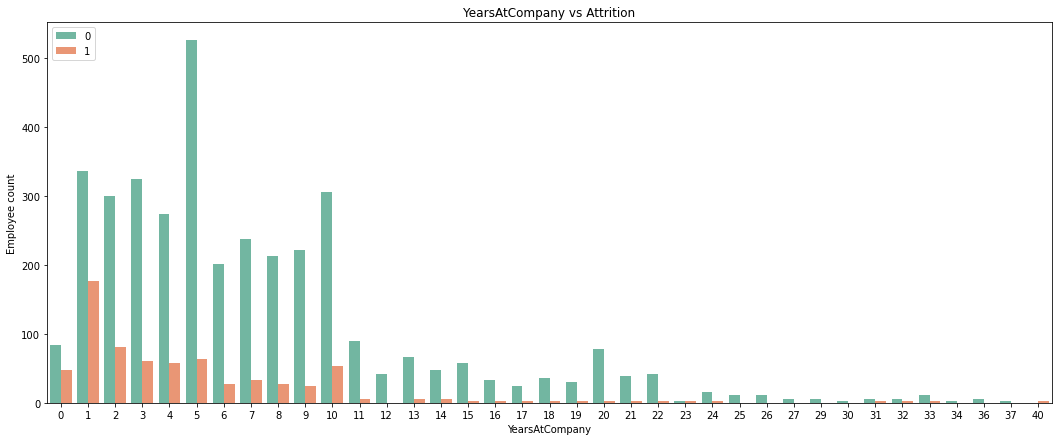 YearsAtCompany vs Attrition
0
1
Employee count
500
400
300
200
100
0
0 1 2 3 4 5 6 7 8 9 10 11 12 13 14 15 16 17 18 19 20 21 22 23 24 25 26 27 29 30 31 32 33 34 36 37 40
YearsAtCompany